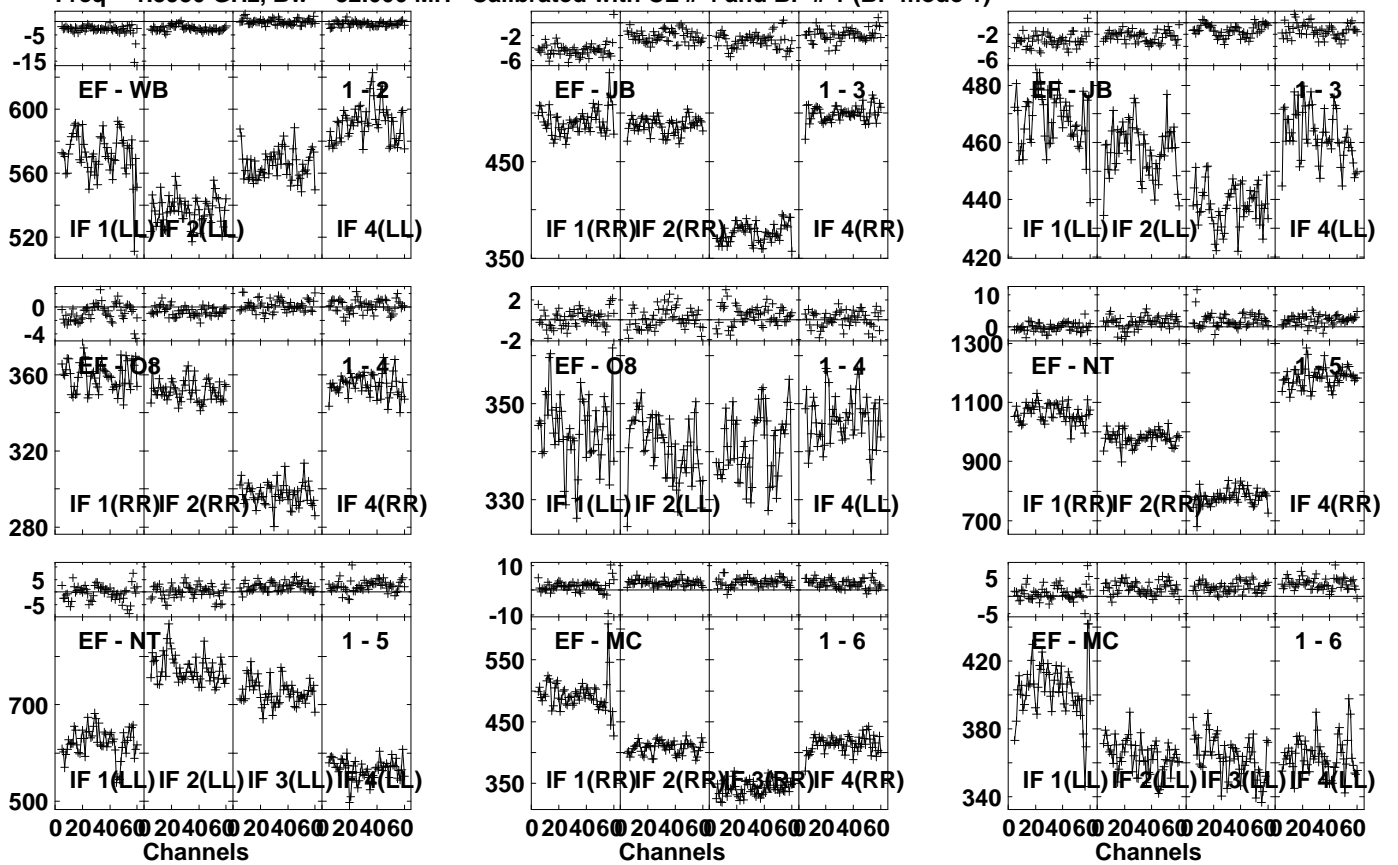 -5
-15
EF - WB 1 - 2
600
560
520
IF 1(LL) IF 2(LL) IF 4(LL)
-2
-6
EF - JB 1 - 3
450
350
IF 1(RR) IF 2(RR) IF 4(RR)
-2
-6
EF - JB 1 - 3
480
460
440
420
IF 1(LL) IF 2(LL) IF 4(LL)
0
-4
EF - O8 1 - 4
360
320
280
IF 1(RR) IF 2(RR) IF 4(RR)
2
-2
EF - O8 1 - 4
350
330
IF 1(LL) IF 2(LL) IF 4(LL)
10
0
EF - NT 1 - 5
1300
1100
900
700
IF 1(RR) IF 2(RR) IF 4(RR)
5
-5
EF - NT 1 - 5
700
500
IF 1(LL) IF 2(LL) IF 3(LL) IF 4(LL)
0 20 40 60 0 20 40 60 0 20 40 60 0 20 40 60
Channels
10
-10
EF - MC 1 - 6
550
450
350
IF 1(RR) IF 2(RR) IF 3(RR) IF 4(RR)
0 20 40 60 0 20 40 60 0 20 40 60 0 20 40 60
Channels
5
-5
EF - MC 1 - 6
420
380
340
IF 1(LL) IF 2(LL) IF 3(LL) IF 4(LL)
0 20 40 60 0 20 40 60 0 20 40 60 0 20 40 60
Channels